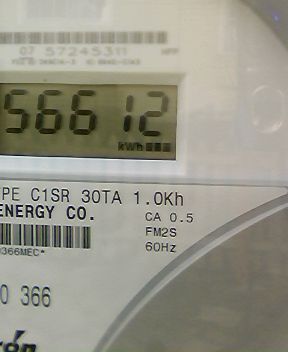 07 57245311
56612
kWh
PE C1SR 30TA 1.0Kh
ENERGY CO. CA 0.5
FM2S
366MEC*
60Hz
0 366
rón